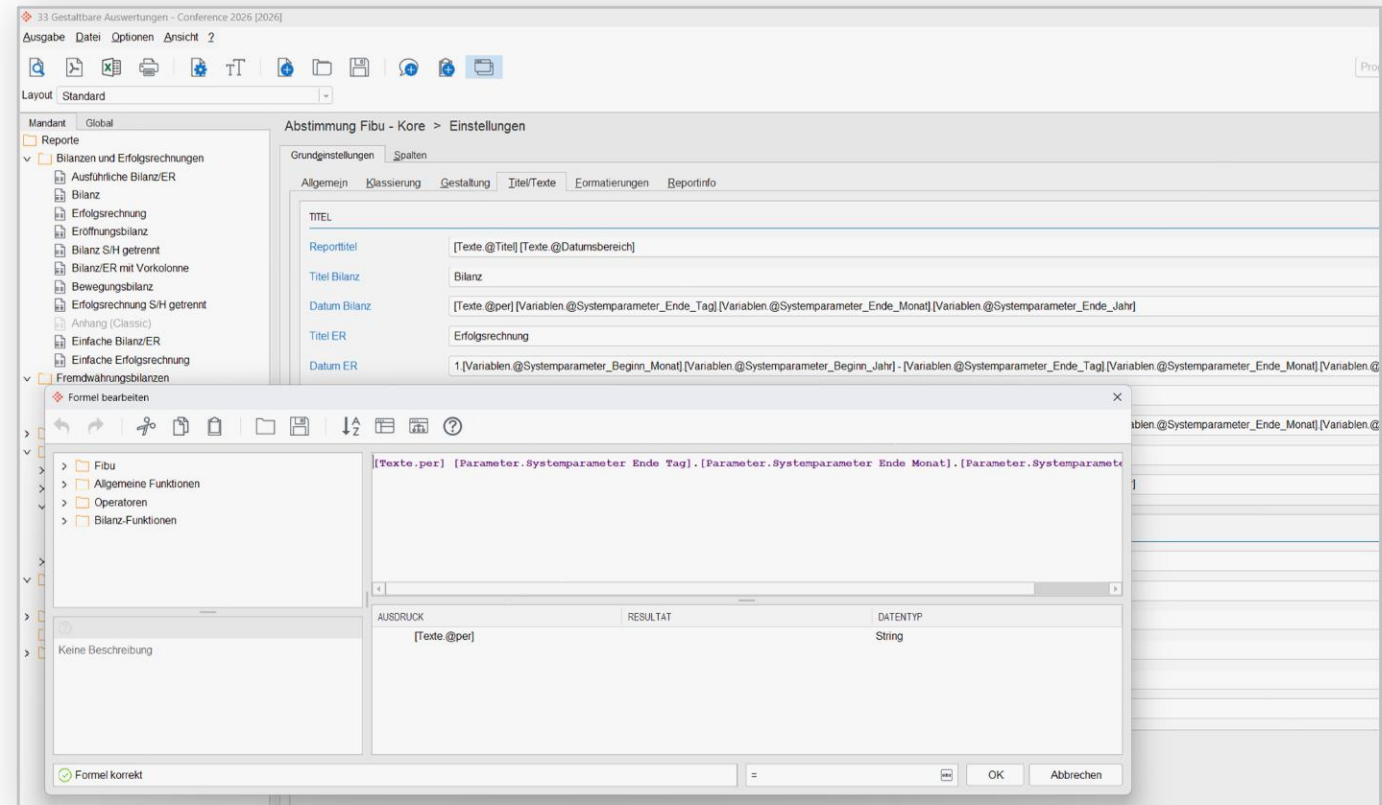 33 Gestaltbare Auswertungen - Conference 2026 [2026]
Ausgabe Datei Optionen Ansicht ?
Layout Standard
Mandant Global
Reporte
Bilanzen und Erfolgsrechnungen
Ausführliche Bilanz/ER
Bilanz
Erfolgsrechnung
Eröffnungsbilanz
Bilanz S/H getrennt
Bilanz/ER mit Vorkolonne
Bewegungsbilanz
Erfolgsrechnung S/H getrennt
Anhang (Classic)
Einfache Bilanz/ER
Einfache Erfolgsrechnung
Fremdwährungsbilanzen
Abstimmung Fibu - Kore > Einstellungen
Grundeinstellungen Spalten
Allgemein Klassierung Gestaltung Titel/Texte Formatierungen Reportinfo
TITEL
Reporttitel [Texte.@Titel] [Texte.@Datumsbereich]
Titel Bilanz Bilanz
Datum Bilanz [Texte.@per] [Variablen.@Systemparameter_Ende_Tag].[Variablen.@Systemparameter_Ende_Monat].[Variablen.@Systemparameter_Ende_Jahr]
Titel ER Erfolgsrechnung
Datum ER 1.[Variablen.@Systemparameter_Beginn_Monat].[Variablen.@Systemparameter_Beginn_Jahr] - [Variablen.@Systemparameter_Ende_Tag].[Variablen.@Systemparameter_Ende_Monat].[Variablen.@
ablen.@Systemparameter_Ende_Monat].[Variablen.@
Formel bearbeiten
Fibu
Allgemeine Funktionen
Operatoren
Bilanz-Funktionen
[Texte.per] [Parameter.Systemparameter Ende Tag].[Parameter.Systemparameter Ende Monat].[Parameter.Systemparamete
AUSDRUCK RESULTAT DATENTYP
[Texte.@per] String
Keine Beschreibung
Formel korrekt
=
abc
OK Abbrechen